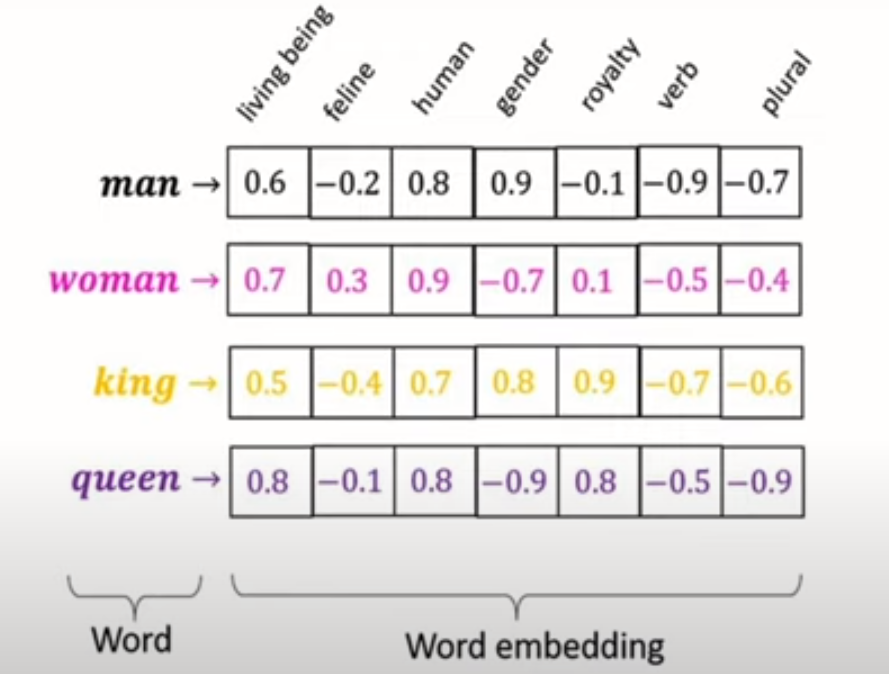 living being feline human gender royalty verb plural
man → 0.6 −0.2 0.8 0.9 −0.1 −0.9 −0.7
woman → 0.7 0.3 0.9 −0.7 0.1 −0.5 −0.4
king → 0.5 −0.4 0.7 0.8 0.9 −0.7 −0.6
queen → 0.8 −0.1 0.8 −0.9 0.8 −0.5 −0.9
Word Word embedding